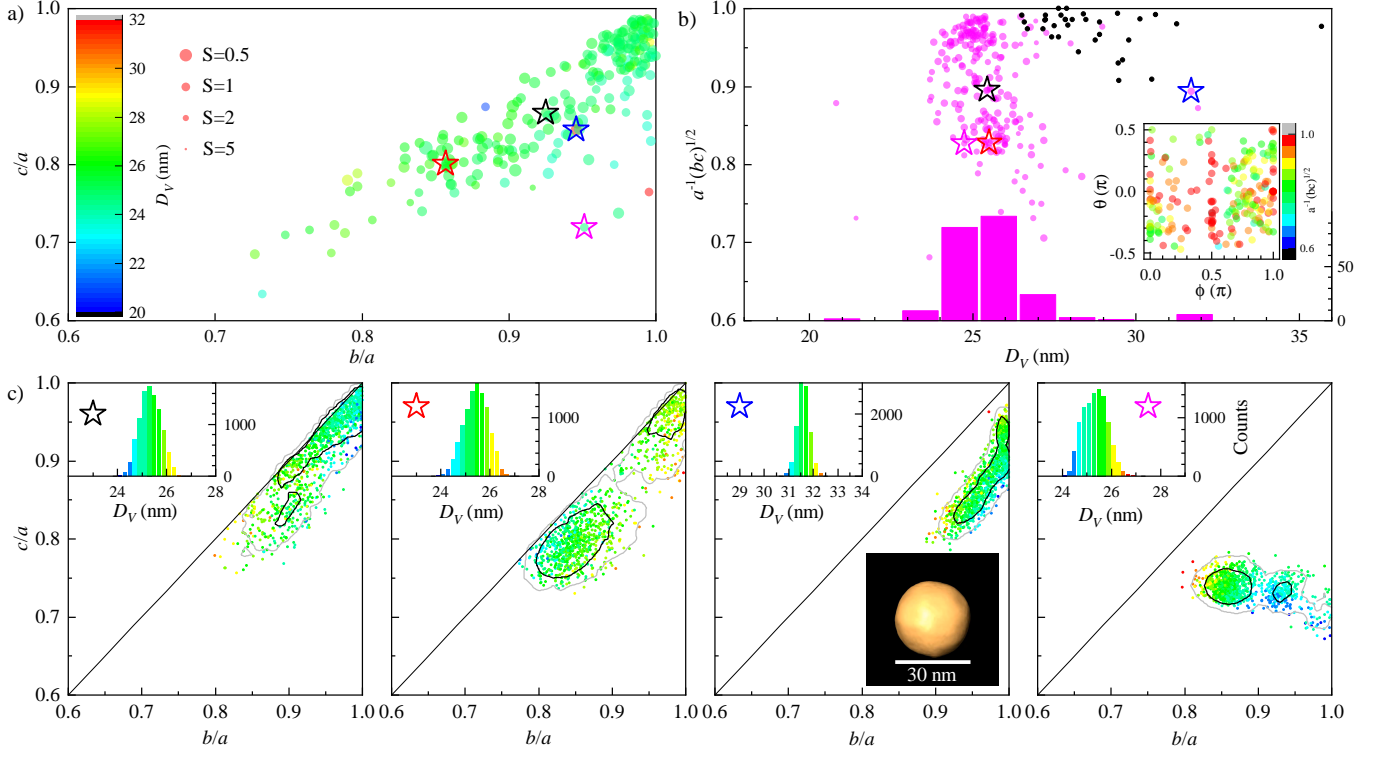 a)
1.0
0.9
0.8
0.7
0.6
c/a
32
30
28
26
24
22
20
D_V (nm)
S=0.5
S=1
S=2
S=5
0.6 0.7 0.8 0.9 1.0
b/a
b)
1.0
0.9
0.8
0.7
0.6
a⁻¹(bc)^1/2
0.5
0.0
-0.5
θ (π)
0.0 0.5 1.0
ϕ (π)
1.0
0.6
a⁻¹(bc)^1/2
50
0
20 25 30 35
D_V (nm)
c)
1.0
0.9
0.8
0.7
0.6
c/a
1000
0
24 26 28
D_V (nm)
0.6 0.7 0.8 0.9 1.0
b/a
1000
0
24 26 28
D_V (nm)
0.6 0.7 0.8 0.9 1.0
b/a
2000
0
29 30 31 32 33 34
D_V (nm)
30 nm
0.6 0.7 0.8 0.9 1.0
b/a
1000
0
Counts
24 26 28
D_V (nm)
0.6 0.7 0.8 0.9 1.0
b/a